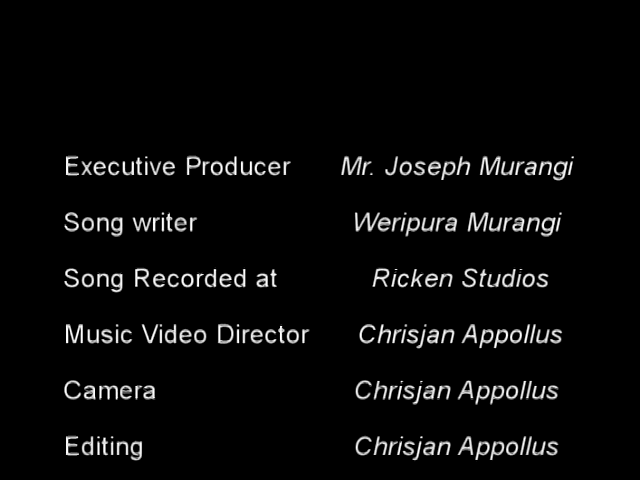 Executive Producer Mr. Joseph Murangi
Song writer Weripura Murangi
Song Recorded at Ricken Studios
Music Video Director Chrisjan Appollus
Camera Chrisjan Appollus
Editing Chrisjan Appollus